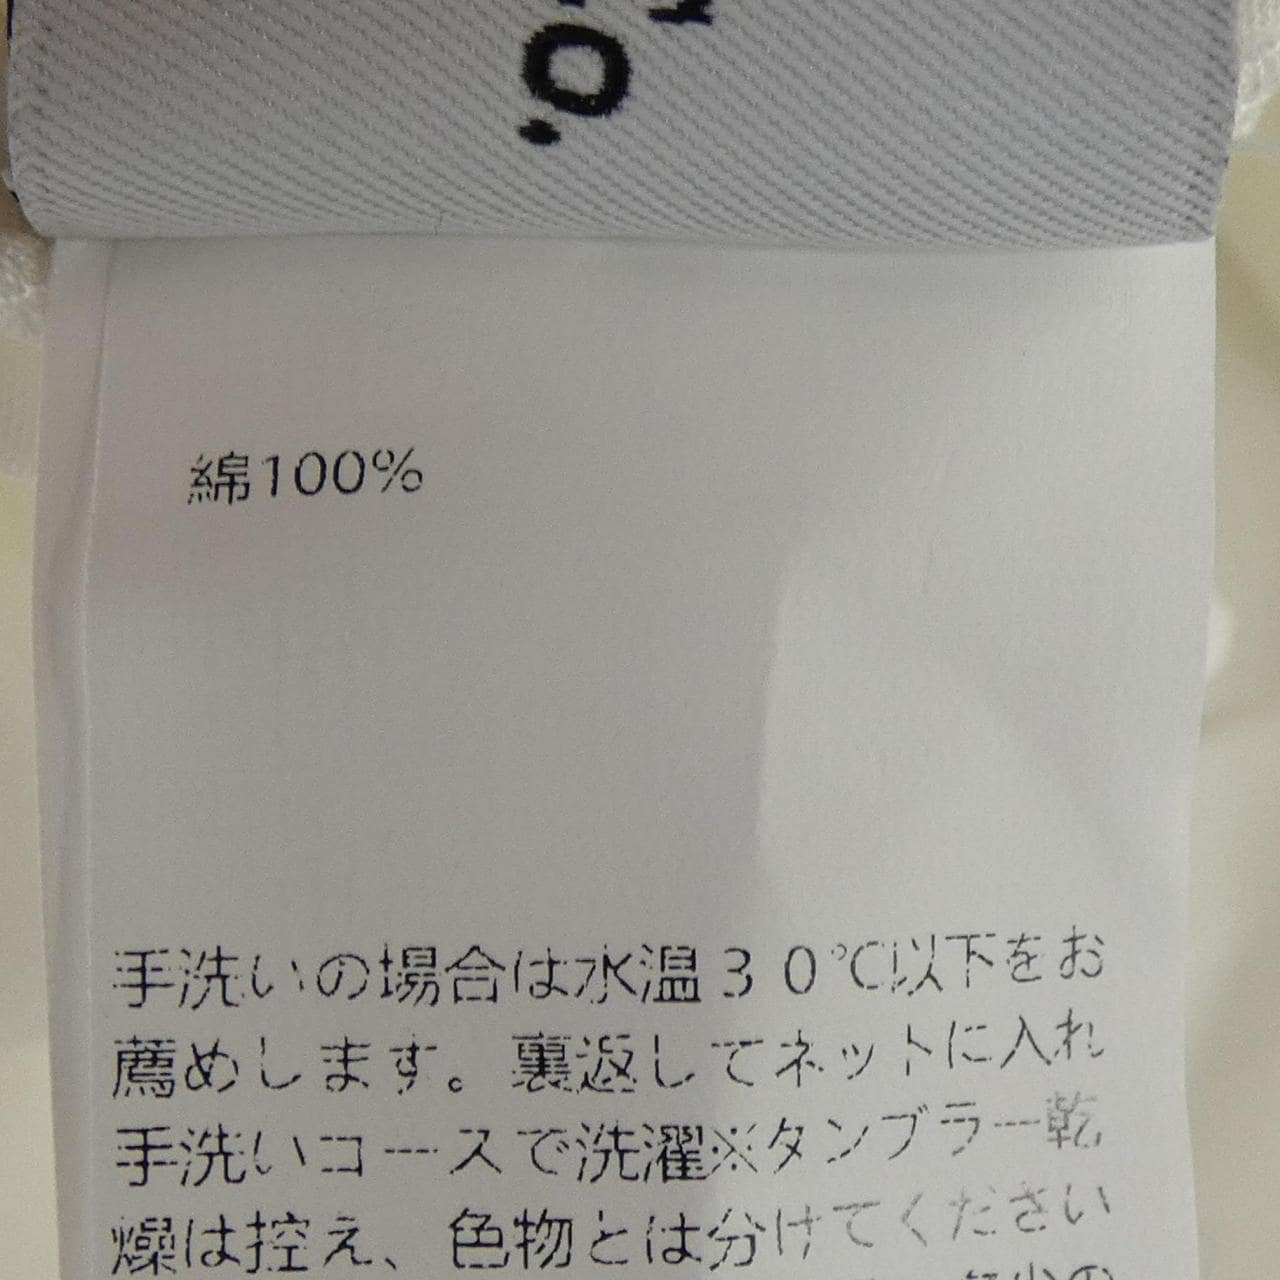 綿100%
手洗いの場合は水温３０℃以下をお
薦めします。裏返してネットに入れ
手洗いコースで洗濯※タンブラー乾
燥は控え、色物とは分けてください